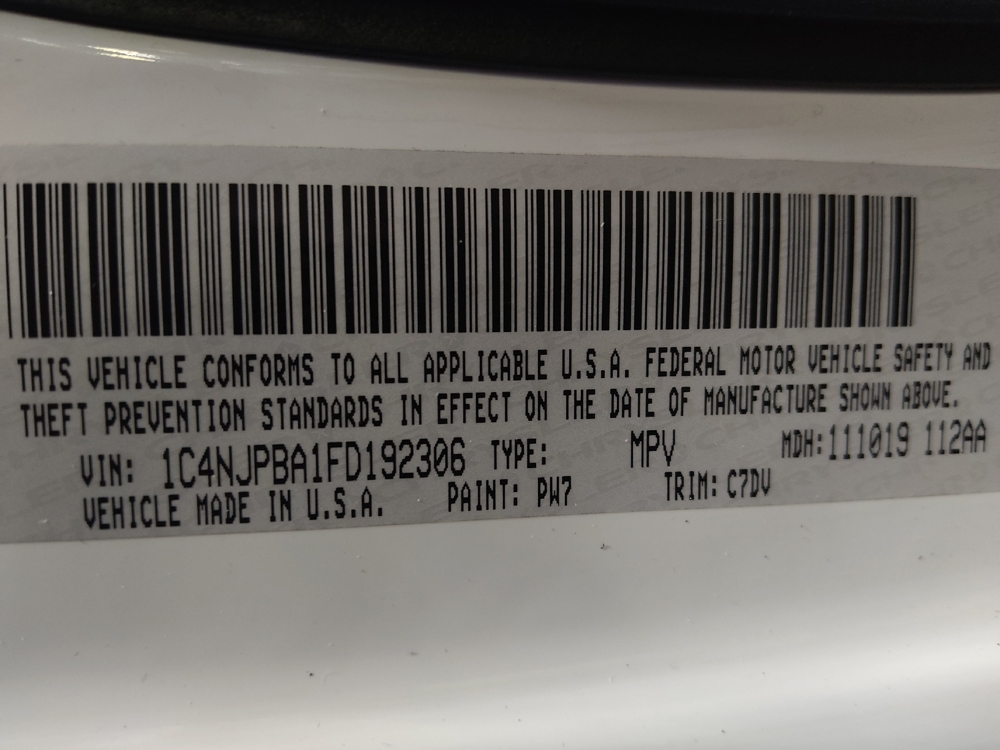 THIS VEHICLE CONFORMS TO ALL APPLICABLE U.S.A. FEDERAL MOTOR VEHICLE SAFETY AND
THEFT PREVENTION STANDARDS IN EFFECT ON THE DATE OF MANUFACTURE SHOWN ABOVE.
VIN: 1C4NJPBA1FD192306 TYPE: MPV MDH:111019 112AA
VEHICLE MADE IN U.S.A. PAINT: PW7 TRIM: C7DV